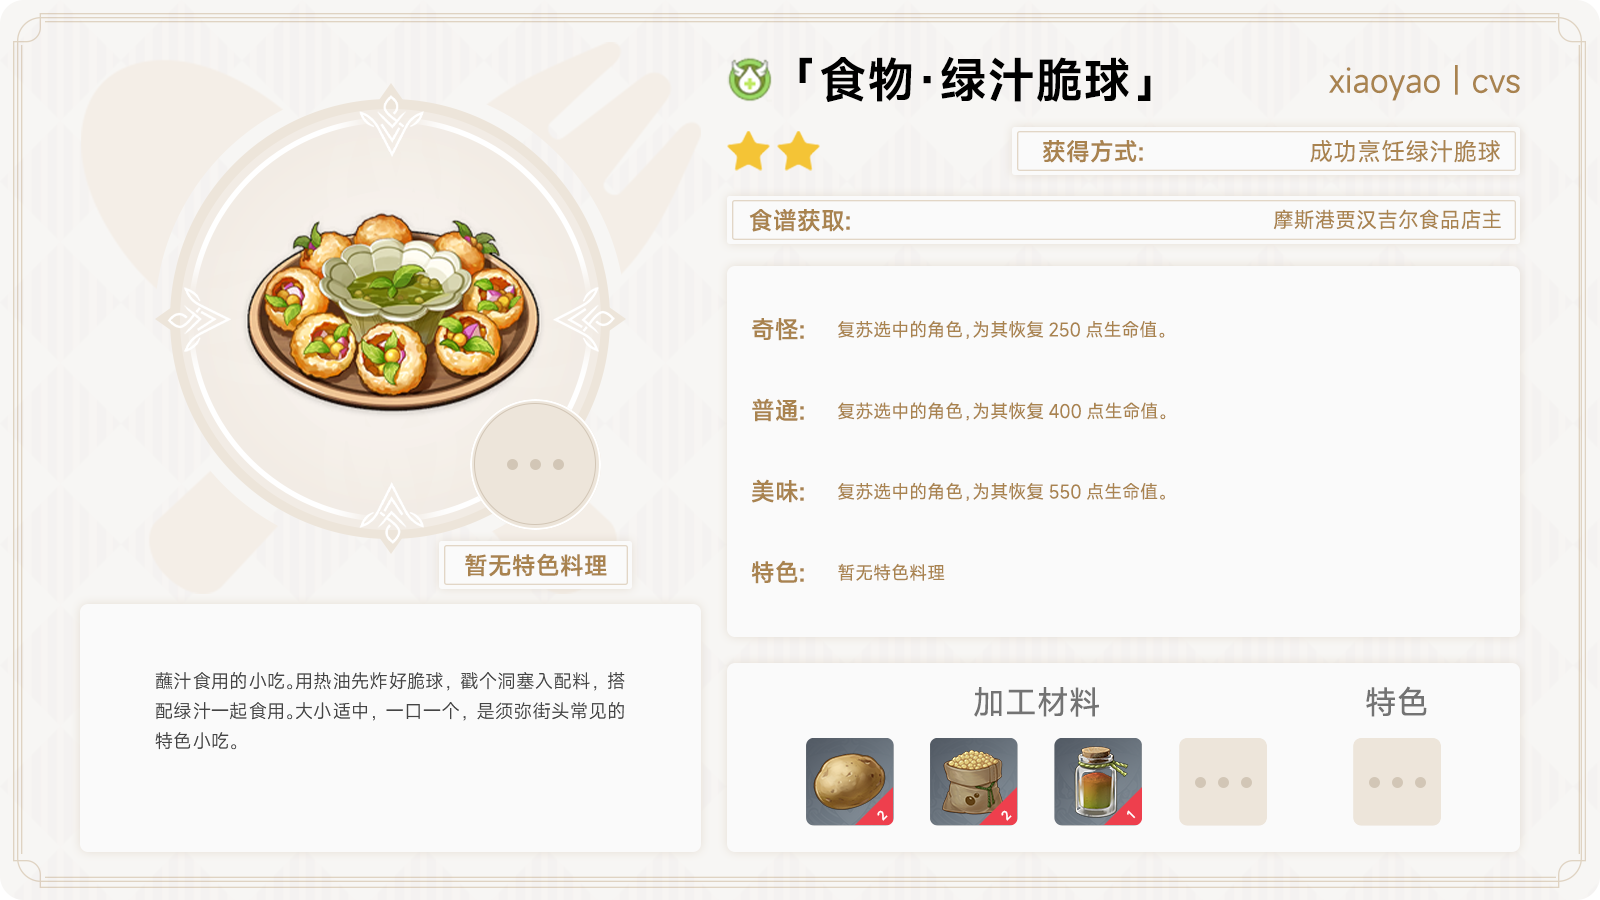 「食物·绿汁脆球」
xiaoyao | cvs
获得方式: 成功烹饪绿汁脆球
食谱获取: 摩斯港贾汉吉尔食品店主
奇怪: 复苏选中的角色,为其恢复 250 点生命值。
普通: 复苏选中的角色,为其恢复 400 点生命值。
美味: 复苏选中的角色,为其恢复 550 点生命值。
特色: 暂无特色料理
暂无特色料理
蘸汁食用的小吃。用热油先炸好脆球，戳个洞塞入配料，搭
配绿汁一起食用。大小适中，一口一个，是须弥街头常见的
特色小吃。
加工材料
2
2
1
特色